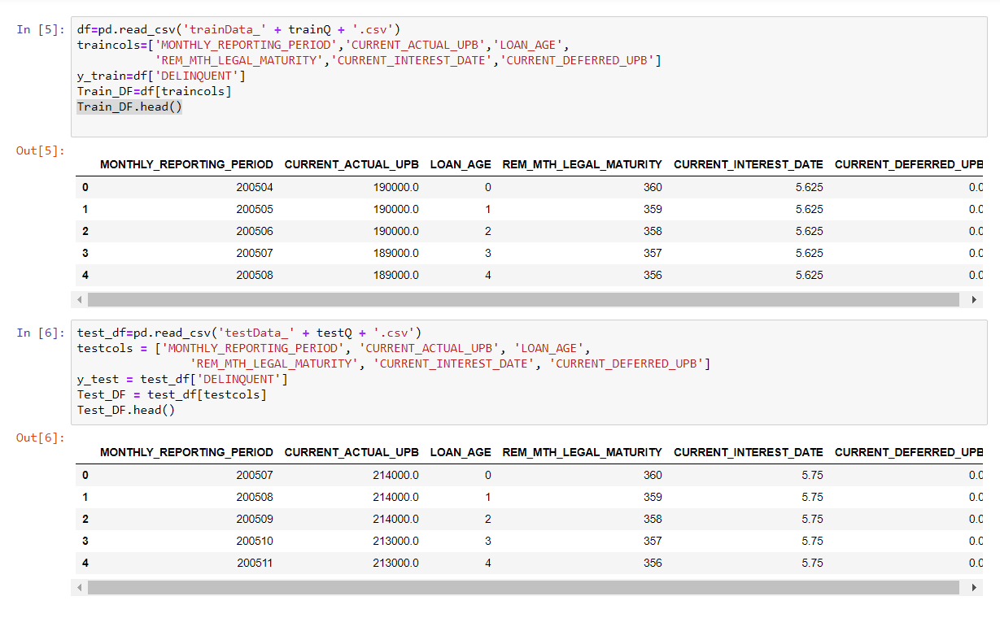 In [5]: df=pd.read_csv('trainData_' + trainQ + '.csv')
traincols=['MONTHLY_REPORTING_PERIOD','CURRENT_ACTUAL_UPB','LOAN_AGE',
'REM_MTH_LEGAL_MATURITY','CURRENT_INTEREST_DATE','CURRENT_DEFERRED_UPB']
y_train=df['DELINQUENT']
Train_DF=df[traincols]
Train_DF.head()
Out[5]:
MONTHLY_REPORTING_PERIOD CURRENT_ACTUAL_UPB LOAN_AGE REM_MTH_LEGAL_MATURITY CURRENT_INTEREST_DATE CURRENT_DEFERRED_UPB
0 200504 190000.0 0 360 5.625 0.0
1 200505 190000.0 1 359 5.625 0.0
2 200506 190000.0 2 358 5.625 0.0
3 200507 189000.0 3 357 5.625 0.0
4 200508 189000.0 4 356 5.625 0.0
In [6]: test_df=pd.read_csv('testData_' + testQ + '.csv')
testcols = ['MONTHLY_REPORTING_PERIOD', 'CURRENT_ACTUAL_UPB', 'LOAN_AGE',
'REM_MTH_LEGAL_MATURITY', 'CURRENT_INTEREST_DATE', 'CURRENT_DEFERRED_UPB']
y_test = test_df['DELINQUENT']
Test_DF = test_df[testcols]
Test_DF.head()
Out[6]:
MONTHLY_REPORTING_PERIOD CURRENT_ACTUAL_UPB LOAN_AGE REM_MTH_LEGAL_MATURITY CURRENT_INTEREST_DATE CURRENT_DEFERRED_UPB
0 200507 214000.0 0 360 5.75 0.0
1 200508 214000.0 1 359 5.75 0.0
2 200509 214000.0 2 358 5.75 0.0
3 200510 213000.0 3 357 5.75 0.0
4 200511 213000.0 4 356 5.75 0.0